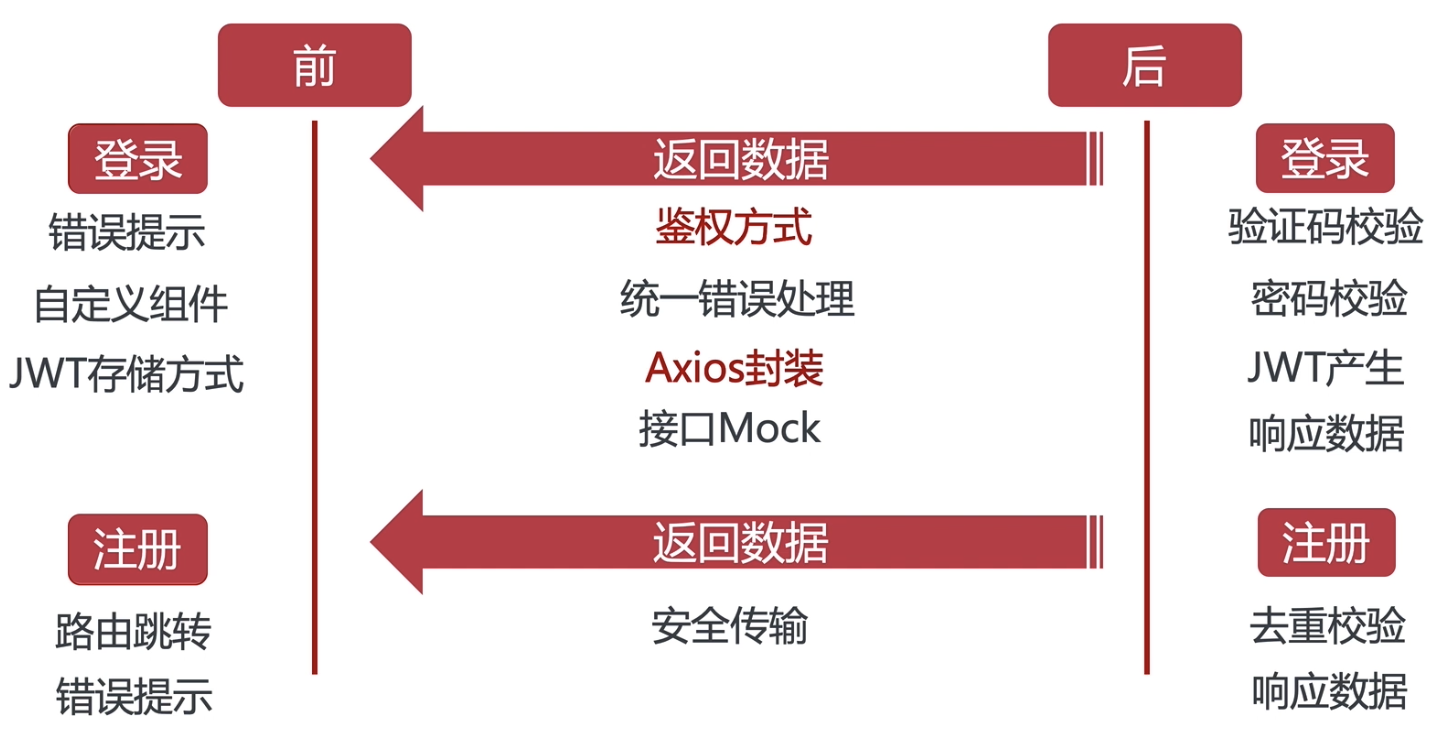 前
后
登录
返回数据
登录
错误提示
鉴权方式
验证码校验
自定义组件
统一错误处理
密码校验
JWT存储方式
Axios封装
JWT产生
接口Mock
响应数据
注册
返回数据
注册
路由跳转
安全传输
去重校验
错误提示
响应数据